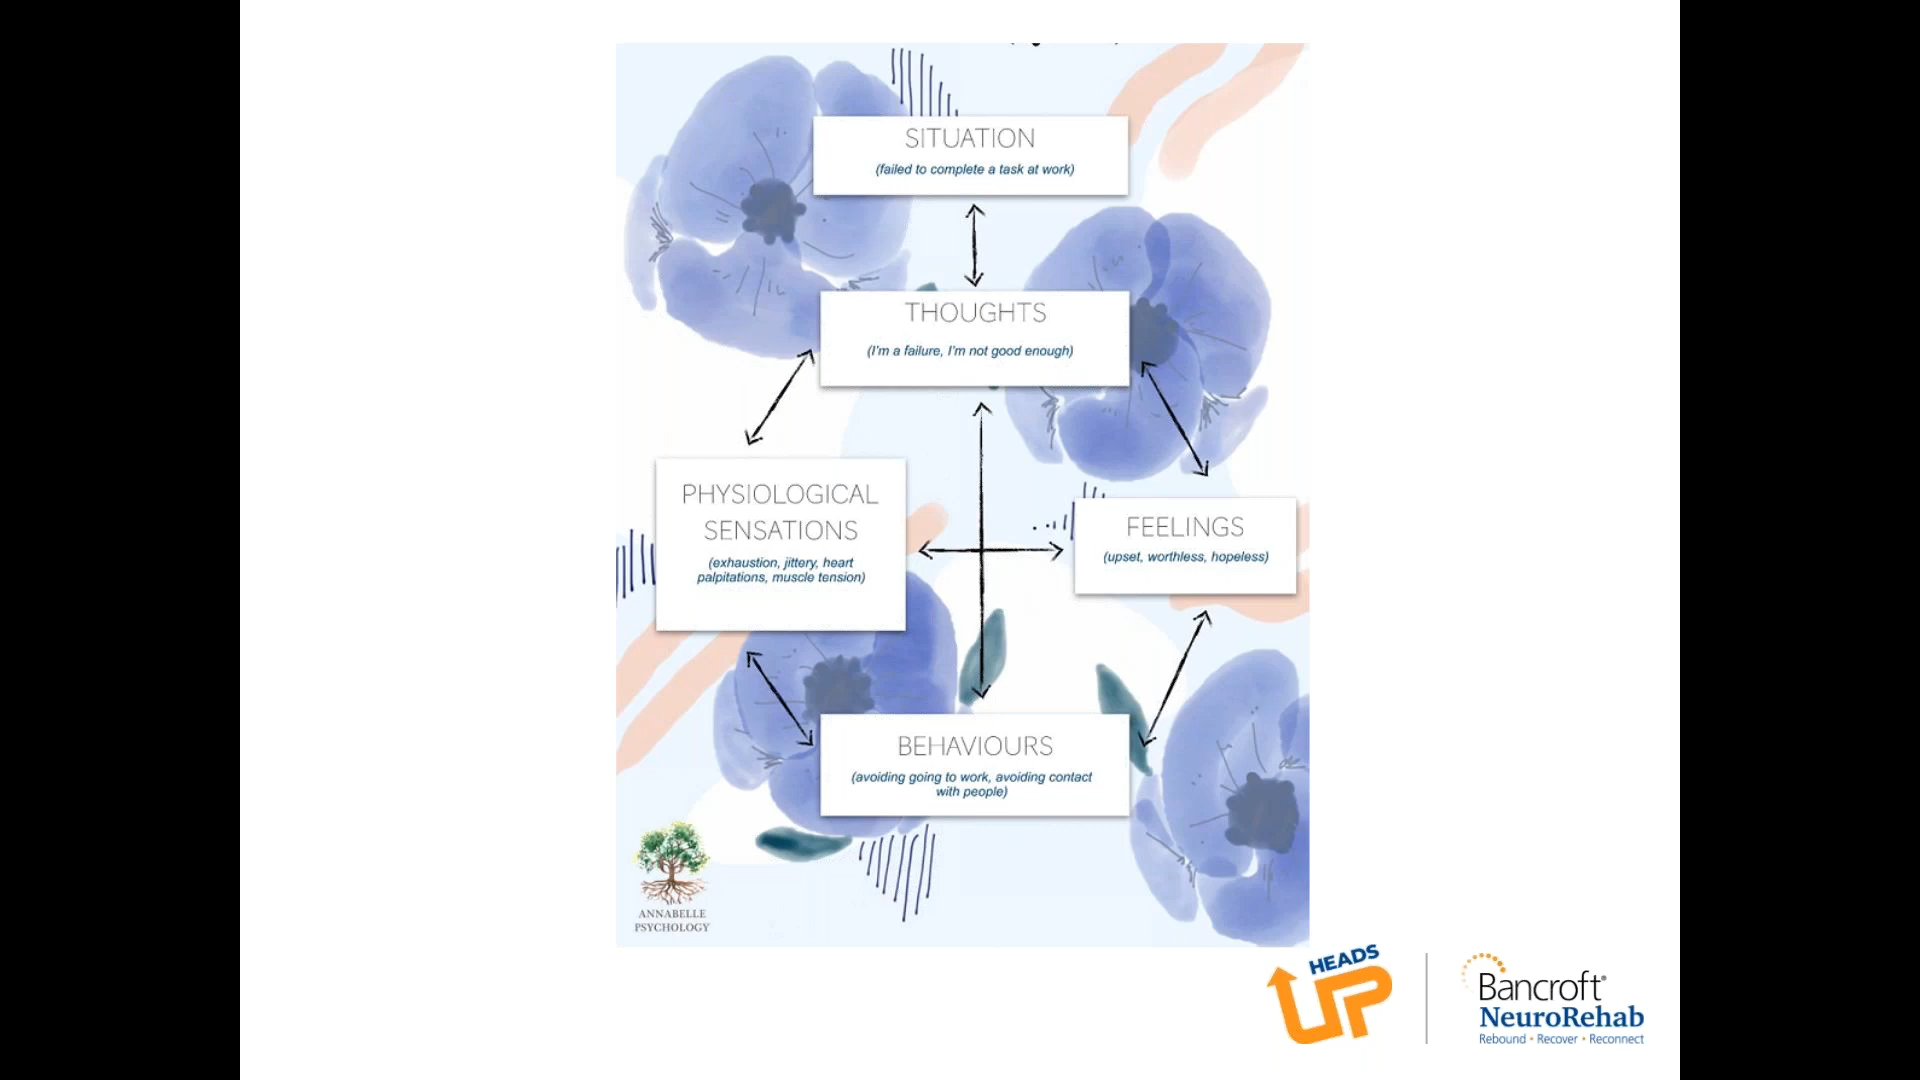 SITUATION
(failed to complete a task at work)
THOUGHTS
(I'm a failure, I'm not good enough)
PHYSIOLOGICAL
SENSATIONS
(exhaustion, jittery, heart
palpitations, muscle tension)
FEELINGS
(upset, worthless, hopeless)
BEHAVIOURS
(avoiding going to work, avoiding contact
with people)
ANNABELLE
PSYCHOLOGY
HEADS
UP
Bancroft®
NeuroRehab
Rebound • Recover • Reconnect